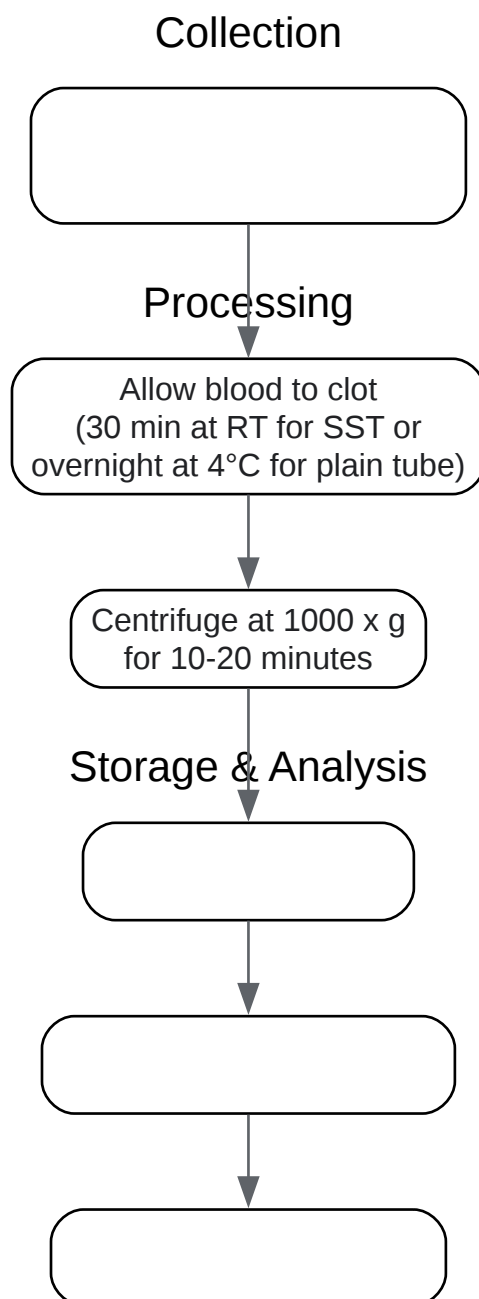 Collection
Processing
Allow blood to clot
(30 min at RT for SST or
overnight at 4°C for plain tube)
Centrifuge at 1000 x g
for 10-20 minutes
Storage & Analysis